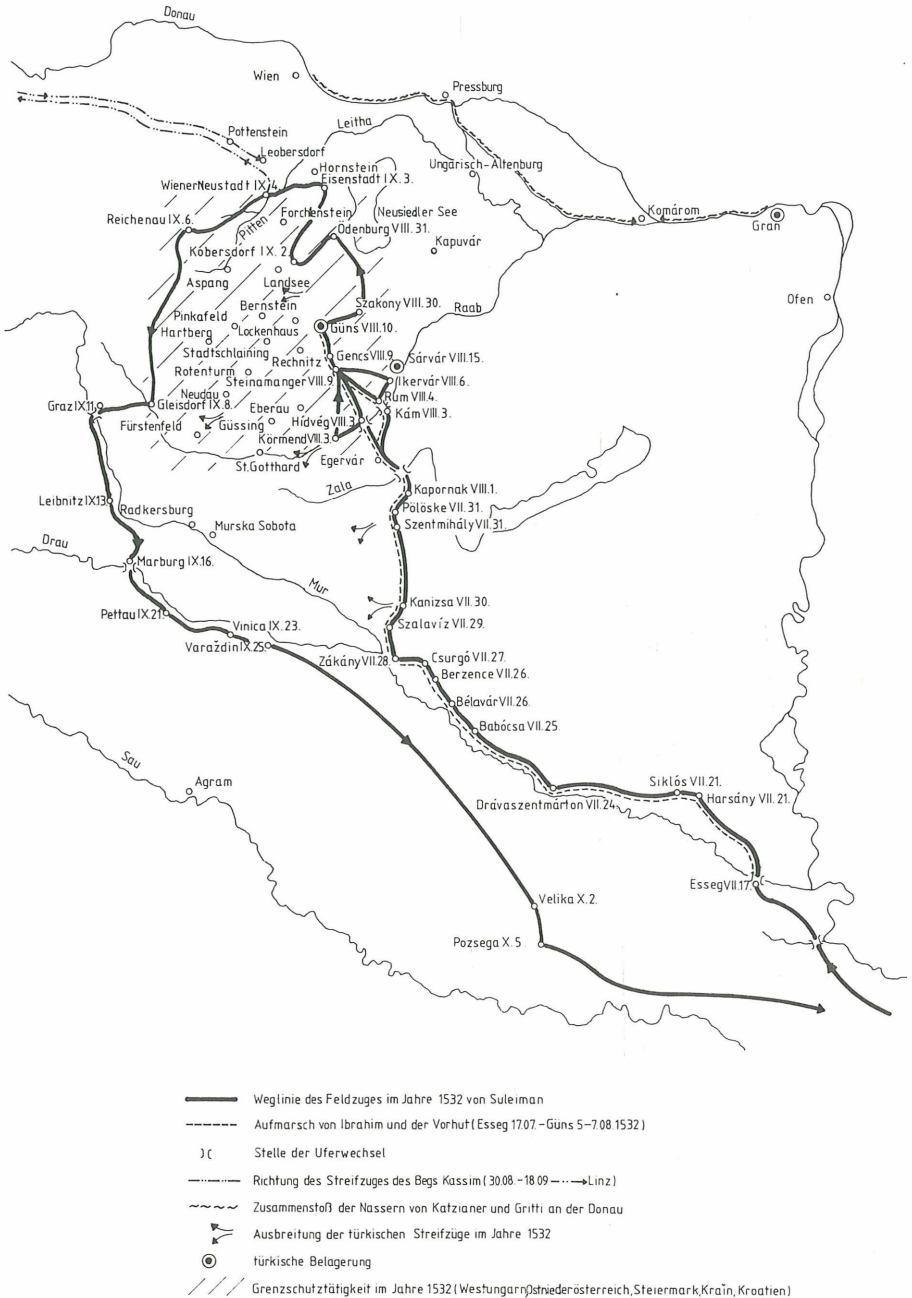 Donau
Wien
Pressburg
Leitha
Pottenstein
Leobersdorf
Hornstein
Ungarisch-Altenburg
Wiener Neustadt IX.4.
Eisenstadt IX.3.
Forchtenstein
Neusiedler See
Komárom
Gran
Reichenau IX.6.
Pitten
Ödenburg VIII.31.
Kapuvár
Köbersdorf IX.2.
Aspang
Landsee
Raab
Ofen
Szakony VIII.30.
Bernstein
Pinkafeld
Güns VIII.10.
Hartberg
Lockenhaus
Stadtschlaining
Rechnitz
Gencs VIII.9.
Sárvár VIII.15.
Rotenturm
Steinamanger VIII.9.
Ikervár VIII.6.
Neudau
Rum VIII.4.
Graz IX.11.
Gleisdorf IX.8.
Eberau
Kám VIII.3.
Fürstenfeld
Güssing
Hídvég VIII.3.
Körmend VIII.3.
St.Gotthard
Egervár
Zala
Kapornak VIII.1.
Leibnitz IX.13.
Pölöske VII.31.
Radkersburg
Szentmihály VII.31.
Murska Sobota
Drau
Marburg IX.16.
Mur
Kanizsa VII.30.
Pettau IX.21.
Szalavíz VII.29.
Vinica IX.23.
Varaždin IX.25.
Zákány VII.28.
Csurgó VII.27.
Berzence VII.26.
Bélavár VII.26.
Babócsa VII.25.
Sau
Agram
Siklós VII.21.
Harsány VII.21.
Drávaszentmárton VII.24.
Esseg VII.17.
Velika X.2.
Pozsega X.5.
Weglinie des Feldzuges im Jahre 1532 von Suleiman
Aufmarsch von Ibrahim und der Vorhut (Esseg 17.07.-Güns 5-7.08.1532)
Stelle der Uferwechsel
Richtung des Streifzuges des Begs Kassim (30.08.-18.09 Linz)
Zusammenstoß der Nassern von Katzianer und Gritti an der Donau
Ausbreitung der türkischen Streifzüge im Jahre 1532
türkische Belagerung
Grenzschutztätigkeit im Jahre 1532 (Westungarn, Ostniederösterreich, Steiermark, Krain, Kroatien)